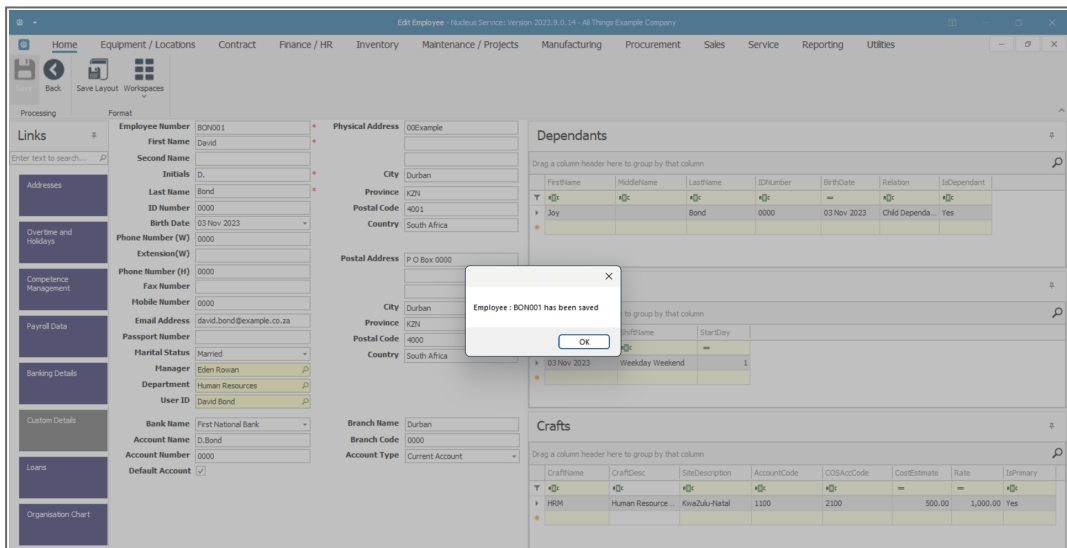 Edit Employee - Nucleus Service: Version 2023.9.0.14 - All Things Example Company
Home Equipment / Locations Contract Finance / HR Inventory Maintenance / Projects Manufacturing Procurement Sales Service Reporting Utilities
Save Back Save Layout Workspaces
Processing Format
Links
Enter text to search...
Addresses
Overtime and
Holidays
Competence
Management
Payroll Data
Banking Details
Custom Details
Loans
Organisation Chart
Employee Number BON001 *
First Name David *
Second Name
Initials D.
Last Name Bond *
ID Number 0000
Birth Date 03 Nov 2023
Phone Number (W) 0000
Extension(W)
Phone Number (H) 0000
Fax Number
Mobile Number 0000
Email Address david.bond@example.co.za
Passport Number
Marital Status Married
Manager Eden Rowan
Department Human Resources
User ID David Bond
Bank Name First National Bank
Account Name D.Bond
Account Number 0000
Default Account
Physical Address 00Example
City Durban
Province KZN
Postal Code 4001
Country South Africa
Postal Address P O Box 0000
City Durban
Province KZN
Postal Code 4000
Country South Africa
Branch Name Durban
Branch Code 0000
Account Type Current Account
Employee : BON001 has been saved
OK
Dependants
Drag a column header here to group by that column
FirstName MiddleName LastName IDNumber BirthDate Relation IsDependant
Joy Bond 0000 03 Nov 2023 Child Dependa... Yes
to group by that column
ShiftName StartDay
03 Nov 2023 Weekday Weekend 1
Crafts
Drag a column header here to group by that column
CraftName CraftDesc SiteDescription AccountCode COSAccCode CostEstimate Rate IsPrimary
HRM Human Resource... KwaZulu-Natal 1100 2100 500.00 1,000.00 Yes